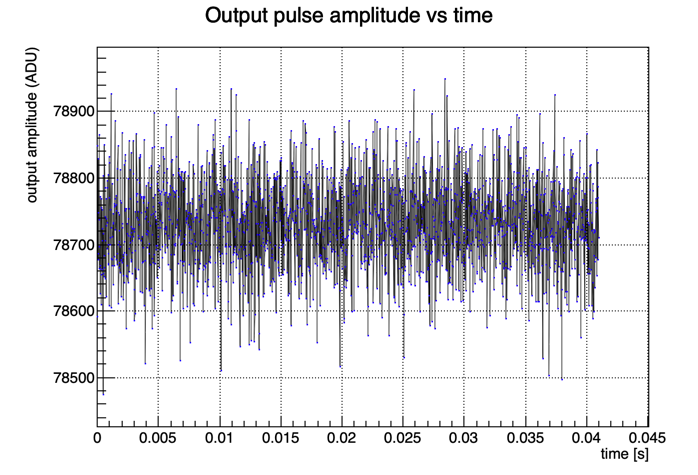 Output pulse amplitude vs time
output amplitude (ADU)
78900
78800
78700
78600
78500
0 0.005 0.01 0.015 0.02 0.025 0.03 0.035 0.04 0.045
time [s]